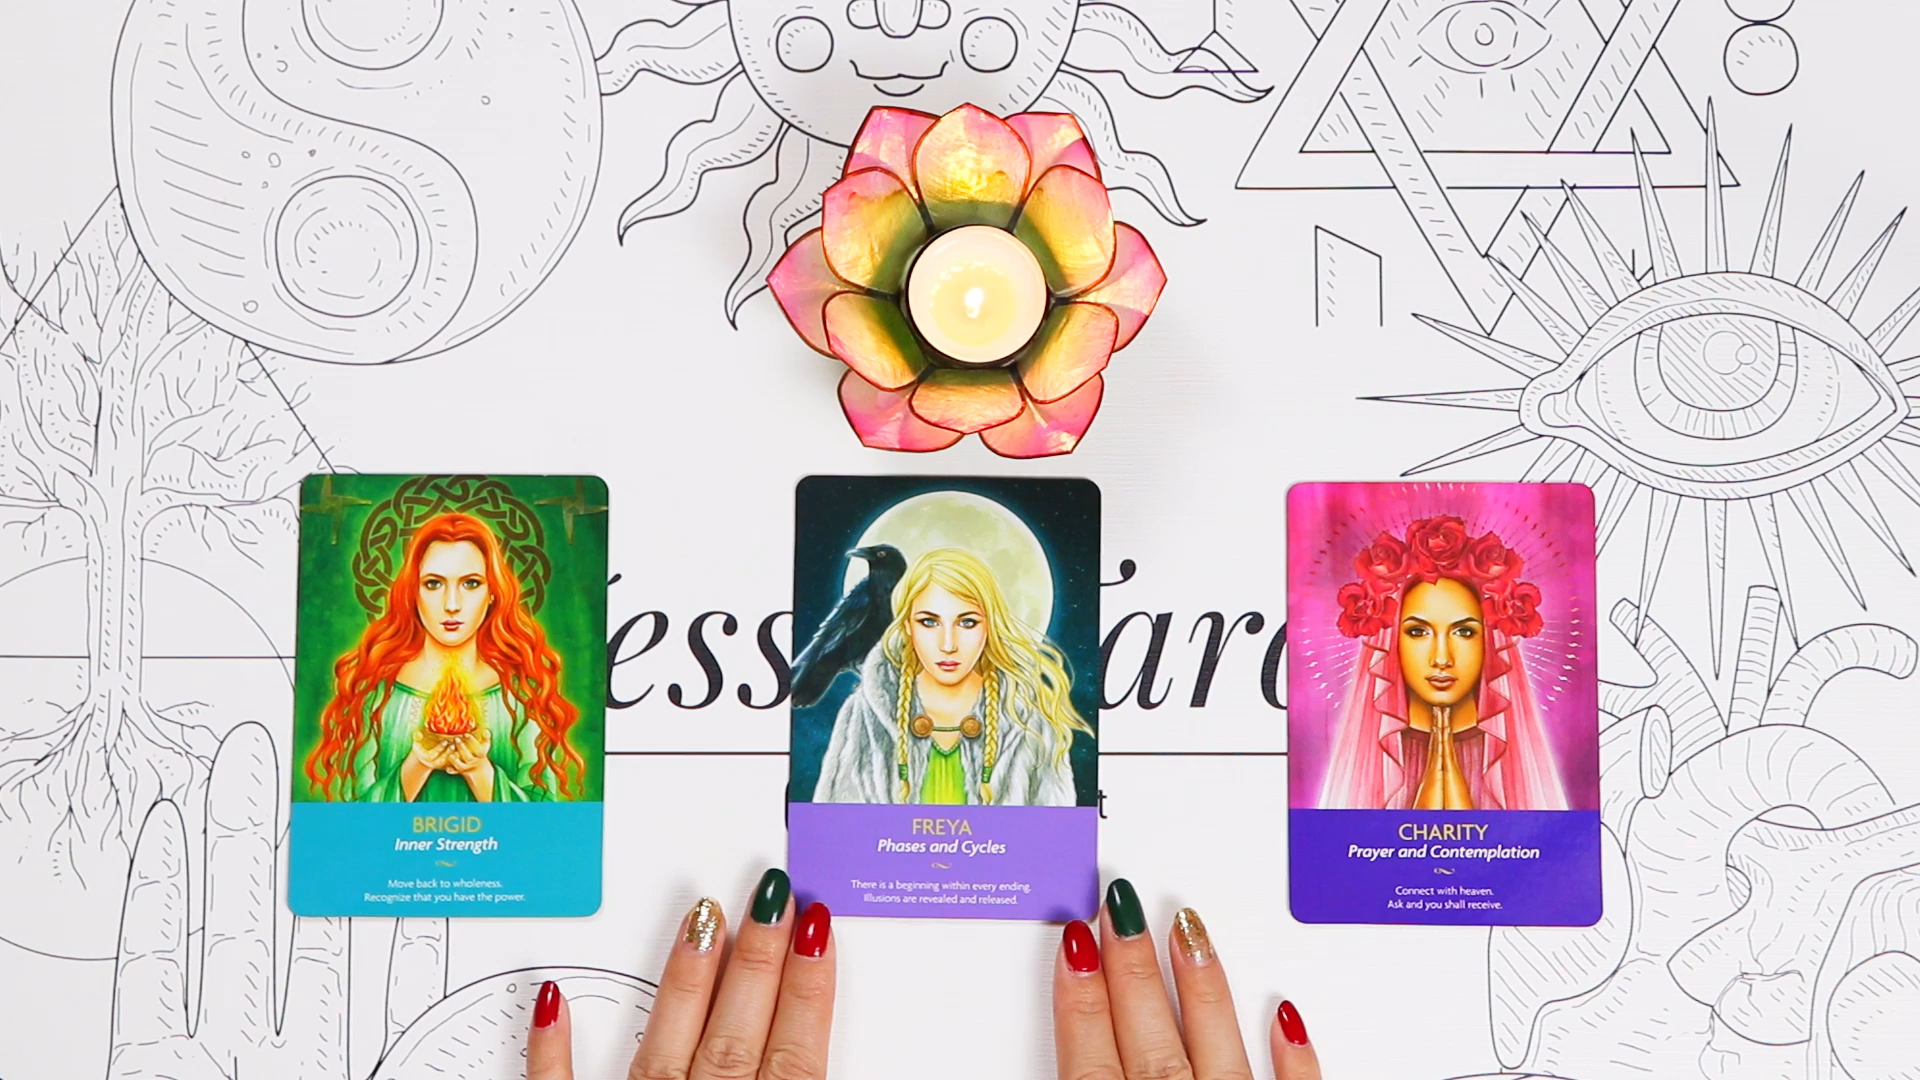 ess
aro
t
BRIGID
Inner Strength
Move back to wholeness.
Recognize that you have the power.
FREYA
Phases and Cycles
There is a beginning within every ending.
Illusions are revealed and released.
CHARITY
Prayer and Contemplation
Connect with heaven.
Ask and you shall receive.